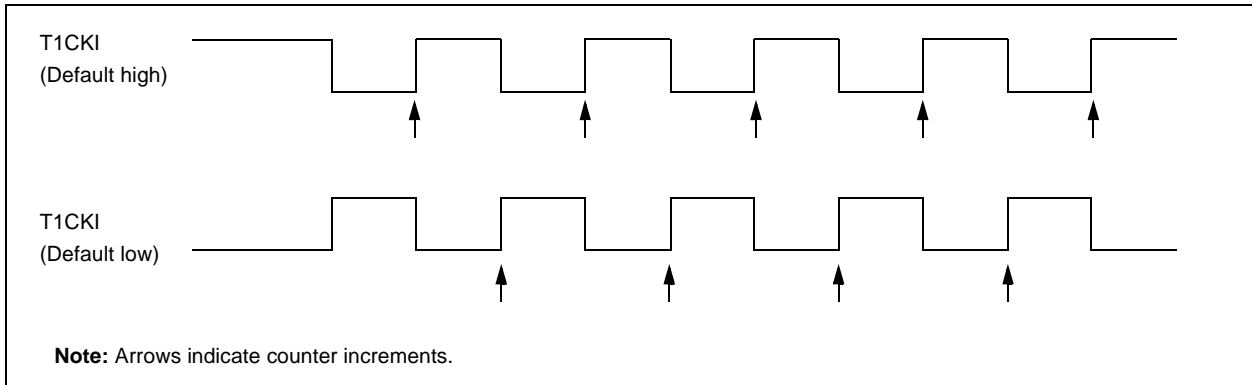 T1CKI
(Default high)
T1CKI
(Default low)
Note: Arrows indicate counter increments.